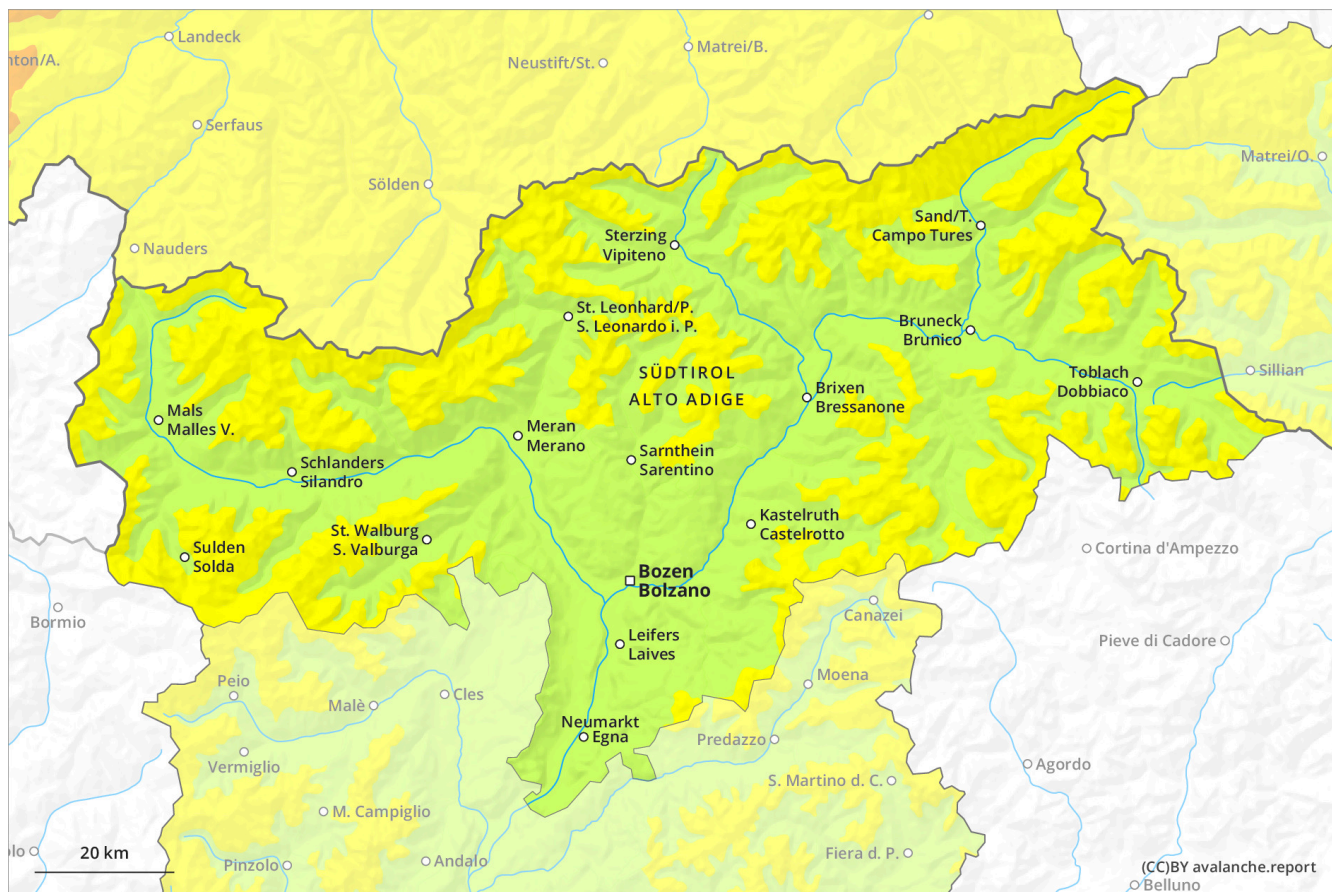 Landeck
Matrei/B.
nton/A.
Neustift/St.
Serfaus
Matrei/O.
Sölden
Sand/T.
Campo Tures
Sterzing
Vipiteno
Nauders
St. Leonhard/P.
S. Leonardo i. P.
Bruneck
Brunico
SÜDTIROL
ALTO ADIGE
Toblach
Dobbiaco
Sillian
Brixen
Bressanone
Mals
Malles V.
Meran
Merano
Schlanders
Silandro
Sarnthein
Sarentino
Kastelruth
Castelrotto
St. Walburg
S. Valburga
Sulden
Solda
Cortina d'Ampezzo
Bozen
Bolzano
Bormio
Canazei
Leifers
Laives
Pieve di Cadore
Peio
Moena
Malè
Cles
Neumarkt
Egna
Predazzo
Vermiglio
Agordo
S. Martino d. C.
M. Campiglio
lo
20 km
Pinzolo
Andalo
Fiera d. P.
(CC)BY avalanche.report
Belluno